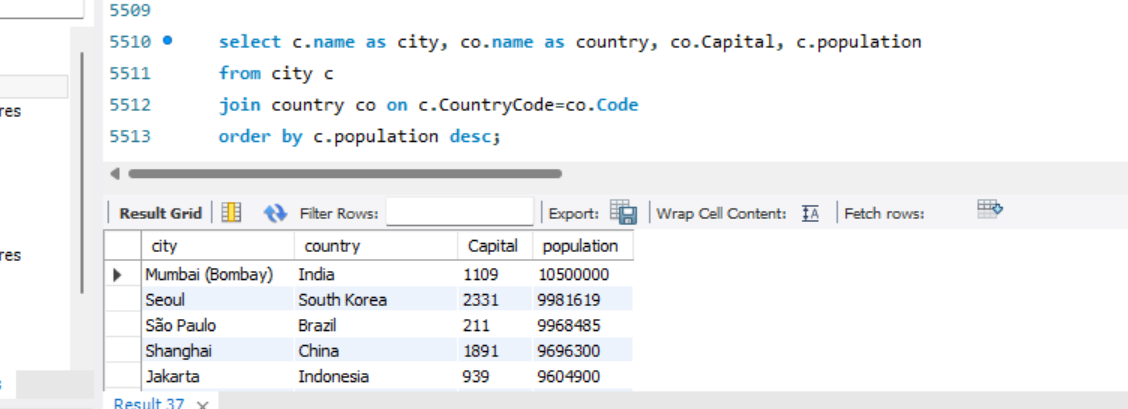 5509
res
5510 select c.name as city, co.name as country, co.Capital, c.population
5511 from city c
5512 join country co on c.CountryCode=co.Code
5513 order by c.population desc;
res
Result Grid Filter Rows: Export: Wrap Cell Content: Fetch rows:
city country Capital population
Mumbai (Bombay) India 1109 10500000
Seoul South Korea 2331 9981619
São Paulo Brazil 211 9968485
Shanghai China 1891 9696300
Jakarta Indonesia 939 9604900
Result 37